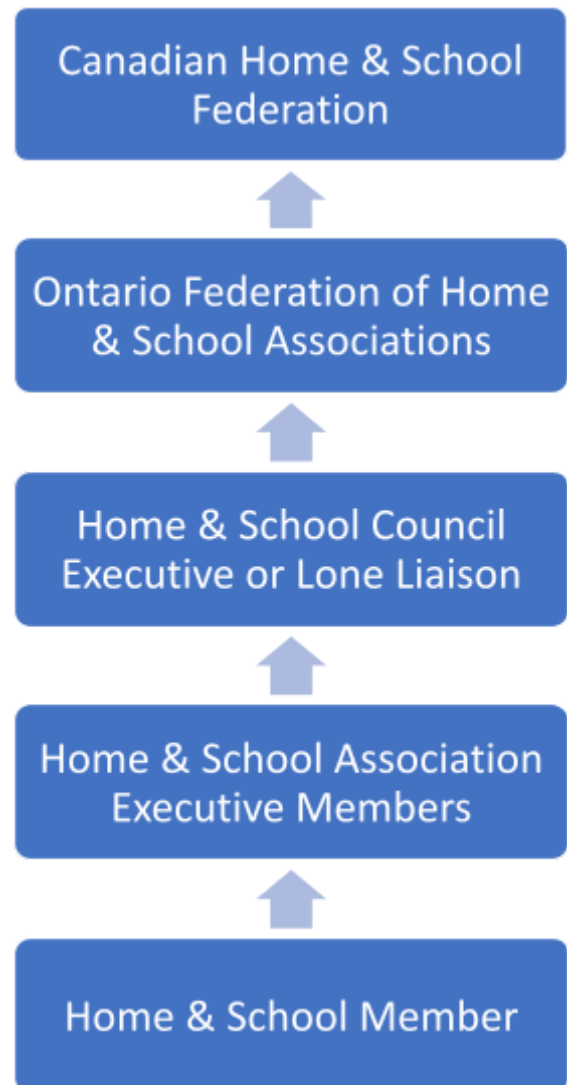 Canadian Home & School
Federation
Ontario Federation of Home
& School Associations
Home & School Council
Executive or Lone Liaison
Home & School Association
Executive Members
Home & School Member